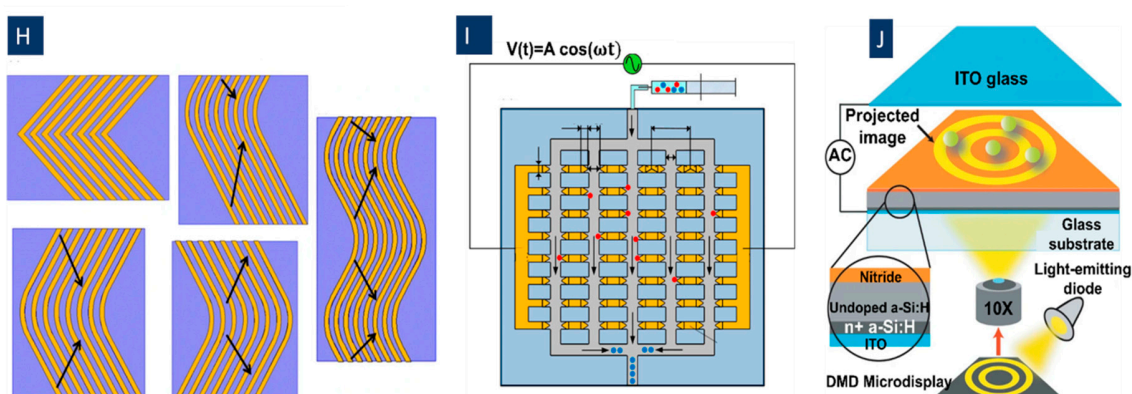 H
I
V(t)=A cos(ωt)
J
ITO glass
Projected
image
AC
Glass
substrate
Nitride
Undoped a-Si:H
n+ a-Si:H
ITO
10X
Light-emitting
diode
DMD Microdisplay